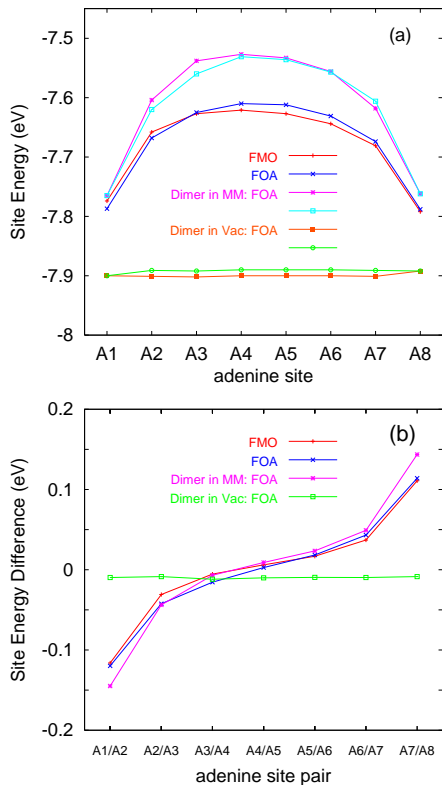 (a)
-7.5
-7.6
-7.7
-7.8
-7.9
-8
Site Energy (eV)
FMO
FOA
Dimer in MM: FOA
Dimer in Vac: FOA
A1 A2 A3 A4 A5 A6 A7 A8
adenine site
(b)
0.2
0.1
0
-0.1
-0.2
Site Energy Difference (eV)
FMO
FOA
Dimer in MM: FOA
Dimer in Vac: FOA
A1/A2 A2/A3 A3/A4 A4/A5 A5/A6 A6/A7 A7/A8
adenine site pair